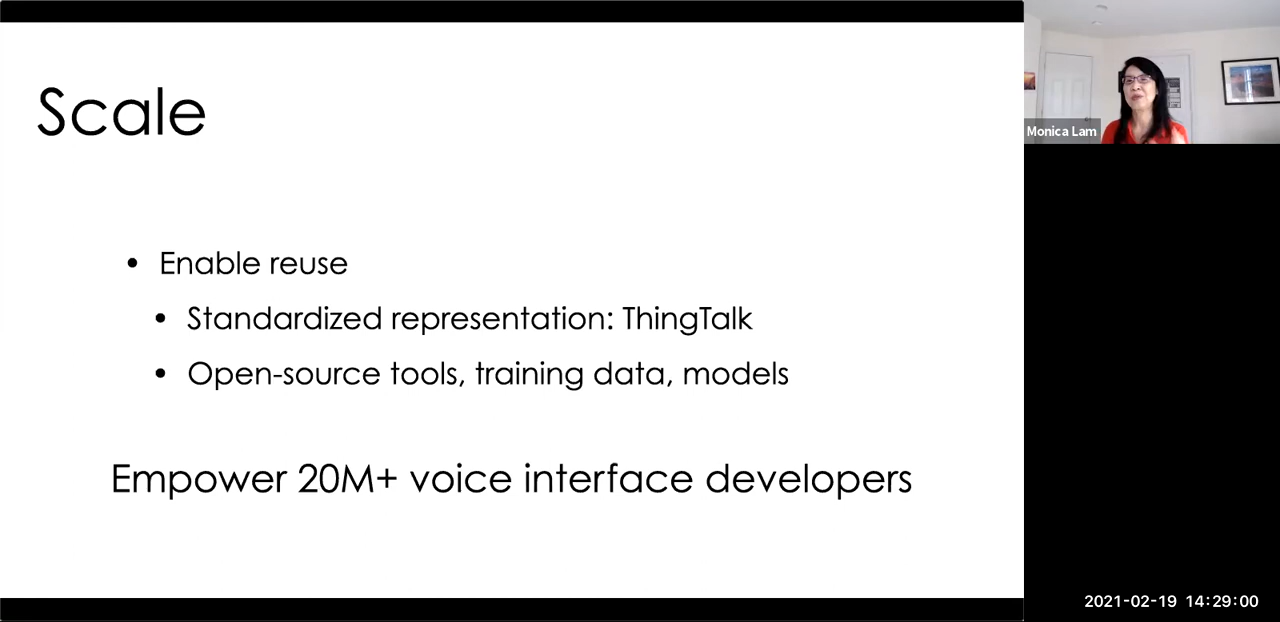 Scale
• Enable reuse
• Standardized representation: ThingTalk
• Open-source tools, training data, models
Empower 20M+ voice interface developers
Monica Lam
2021-02-19 14:29:00